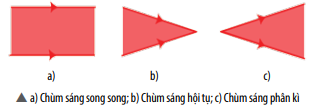 a) b) c)
▲ a) Chùm sáng song song; b) Chùm sáng hội tụ; c) Chùm sáng phân kì